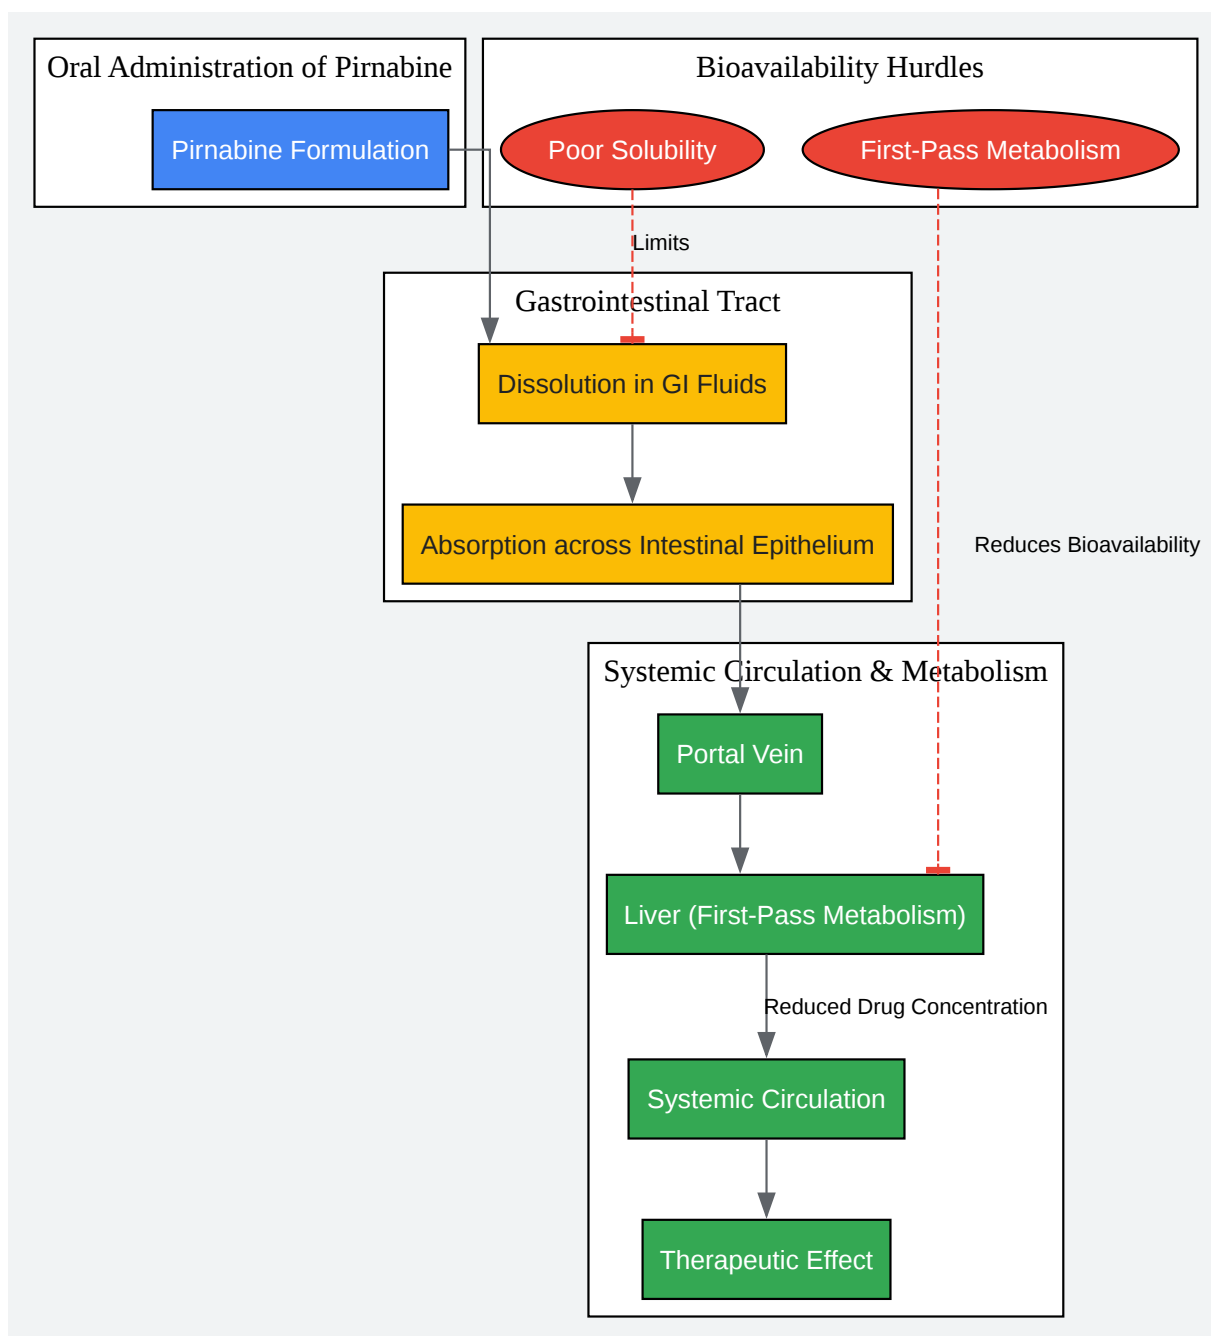 Oral Administration of Pirnabine
Bioavailability Hurdles
Pirnabine Formulation
Poor Solubility
First-Pass Metabolism
Limits
Gastrointestinal Tract
Dissolution in GI Fluids
Absorption across Intestinal Epithelium
Reduces Bioavailability
Systemic Circulation & Metabolism
Portal Vein
Liver (First-Pass Metabolism)
Reduced Drug Concentration
Systemic Circulation
Therapeutic Effect